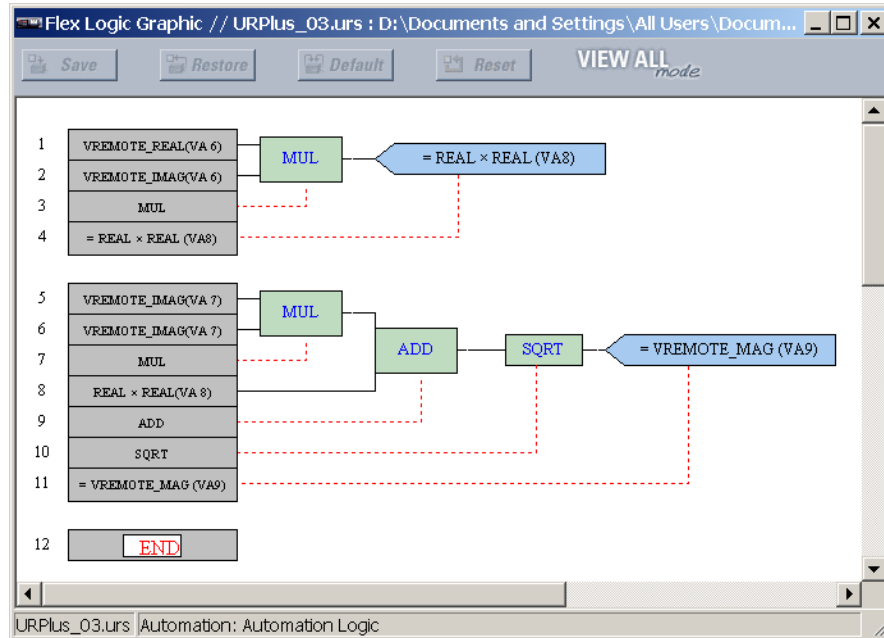 Flex Logic Graphic // URPlus_03.urs : D:\Documents and Settings\All Users\Docum...
Save Restore Default Reset VIEW ALL mode
1 VREMOTE_REAL(VA 6)
2 VREMOTE_IMAG(VA 6)
3 MUL
4 = REAL × REAL (VA8)
MUL = REAL × REAL (VA8)
5 VREMOTE_IMAG(VA 7)
6 VREMOTE_IMAG(VA 7)
7 MUL
8 REAL × REAL(VA 8)
9 ADD
10 SQRT
11 = VREMOTE_MAG (VA9)
MUL
ADD SQRT = VREMOTE_MAG (VA9)
12 END
URPlus_03.urs Automation: Automation Logic